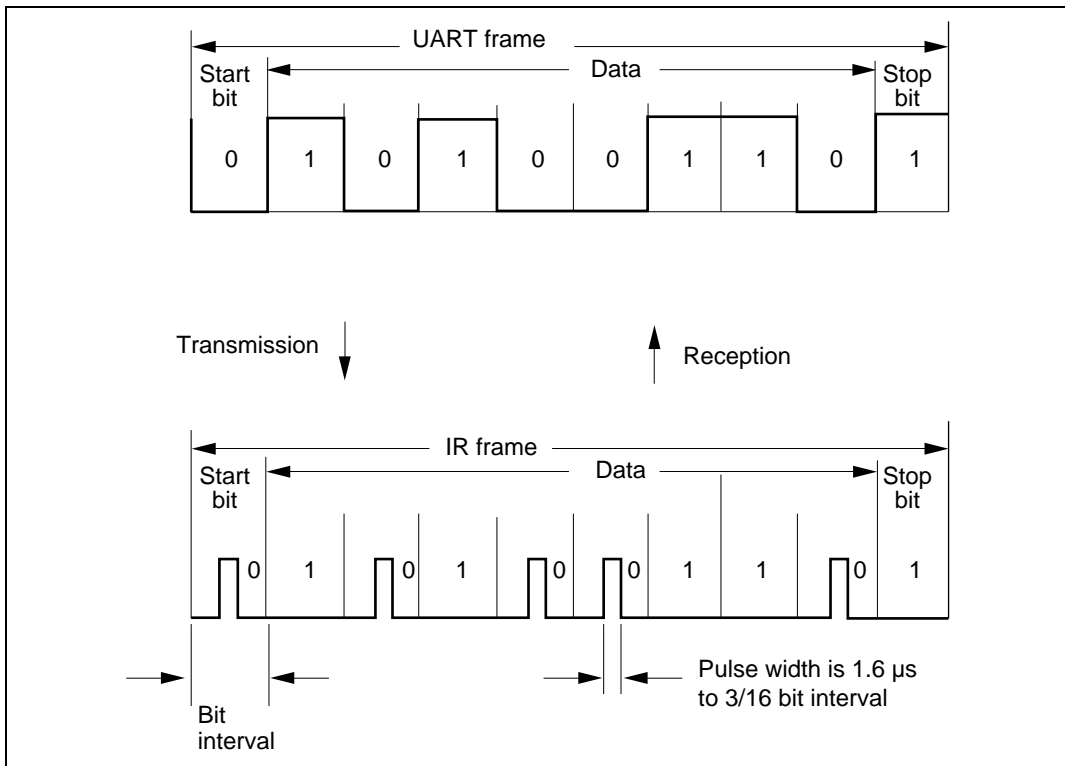 UART frame
Start
bit
Data
Stop
bit
0 1 0 1 0 0 1 1 0 1
Transmission
Reception
IR frame
Start
bit
Data
Stop
bit
0 1 0 1 0 0 1 1 0 1
Pulse width is 1.6 µs
to 3/16 bit interval
Bit
interval